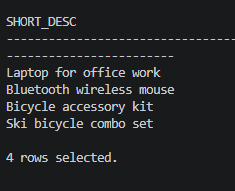 SHORT_DESC
----------------------------------
-------------------------
Laptop for office work
Bluetooth wireless mouse
Bicycle accessory kit
Ski bicycle combo set
4 rows selected.